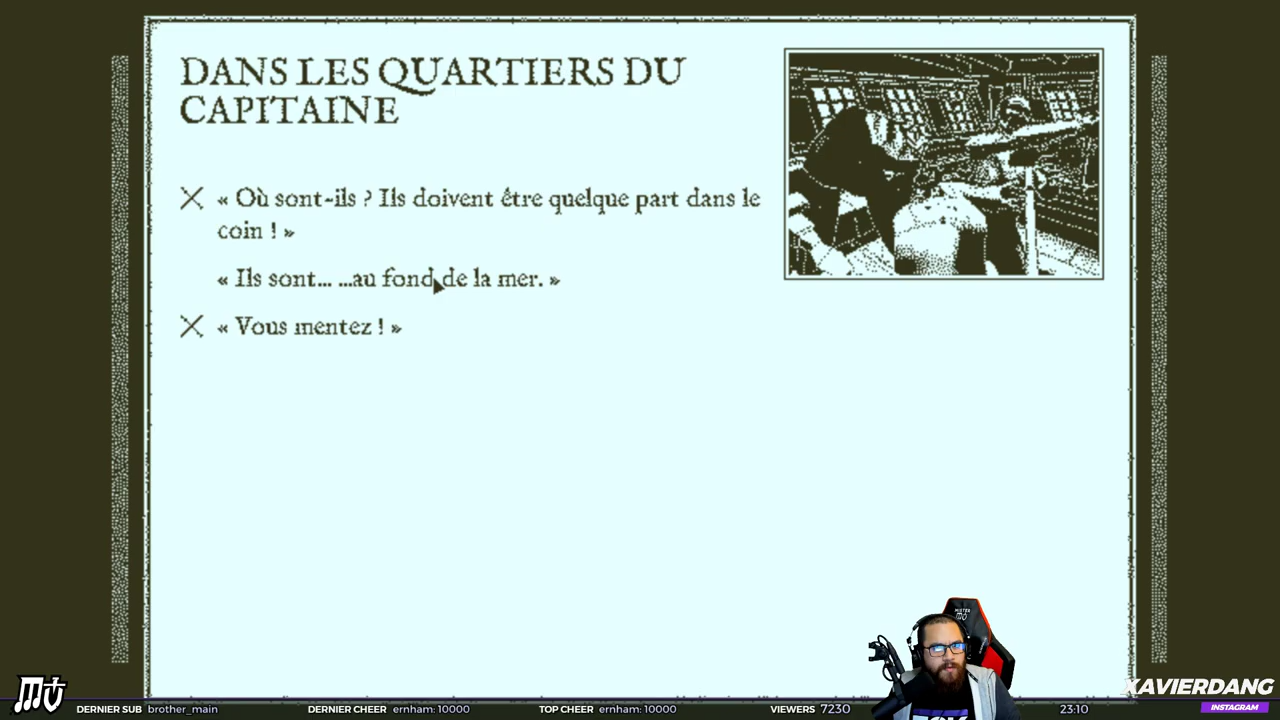 DANS LES QUARTIERS DU
CAPITAINE
« Où sont-ils ? Ils doivent être quelque part dans le
coin ! »
« Ils sont... ...au fond de la mer. »
« Vous mentez ! »
XAVIERDANG
INSTAGRAM
DERNIER SUB brother_main DERNIER CHEER ernham: 10000 TOP CHEER ernham: 10000 VIEWERS 7230 23:10